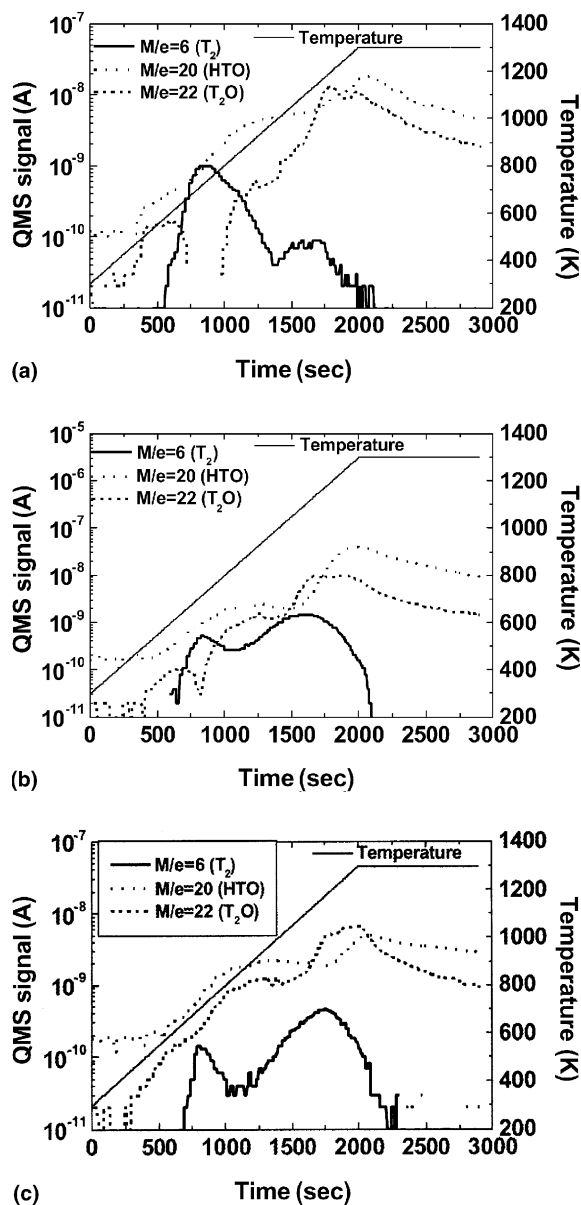 10⁻⁷
10⁻⁸
10⁻⁹
10⁻¹⁰
10⁻¹¹
QMS signal (A)
M/e=6 (T₂)
M/e=20 (HTO)
M/e=22 (T₂O)
Temperature
1400
1200
1000
800
600
400
200
Temperature (K)
0 500 1000 1500 2000 2500 3000
Time (sec)
(a)
10⁻⁵
10⁻⁶
10⁻⁷
10⁻⁸
10⁻⁹
10⁻¹⁰
10⁻¹¹
QMS signal (A)
M/e=6 (T₂)
M/e=20 (HTO)
M/e=22 (T₂O)
Temperature
1400
1200
1000
800
600
400
200
Temperature (K)
0 500 1000 1500 2000 2500 3000
Time (sec)
(b)
10⁻⁷
10⁻⁸
10⁻⁹
10⁻¹⁰
10⁻¹¹
QMS signal (A)
M/e=6 (T₂)
M/e=20 (HTO)
M/e=22 (T₂O)
Temperature
1400
1200
1000
800
600
400
200
Temperature (K)
0 500 1000 1500 2000 2500 3000
Time (sec)
(c)